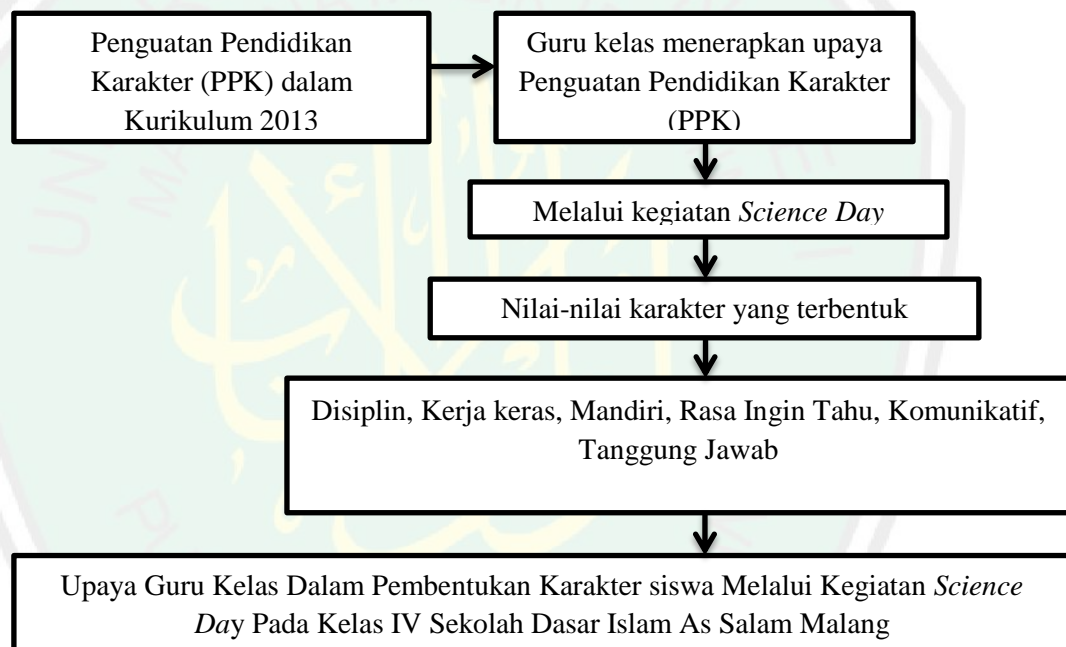 Penguatan Pendidikan
Karakter (PPK) dalam
Kurikulum 2013
Guru kelas menerapkan upaya
Penguatan Pendidikan Karakter
(PPK)
Melalui kegiatan Science Day
Nilai-nilai karakter yang terbentuk
Disiplin, Kerja keras, Mandiri, Rasa Ingin Tahu, Komunikatif,
Tanggung Jawab
Upaya Guru Kelas Dalam Pembentukan Karakter siswa Melalui Kegiatan Science
Day Pada Kelas IV Sekolah Dasar Islam As Salam Malang